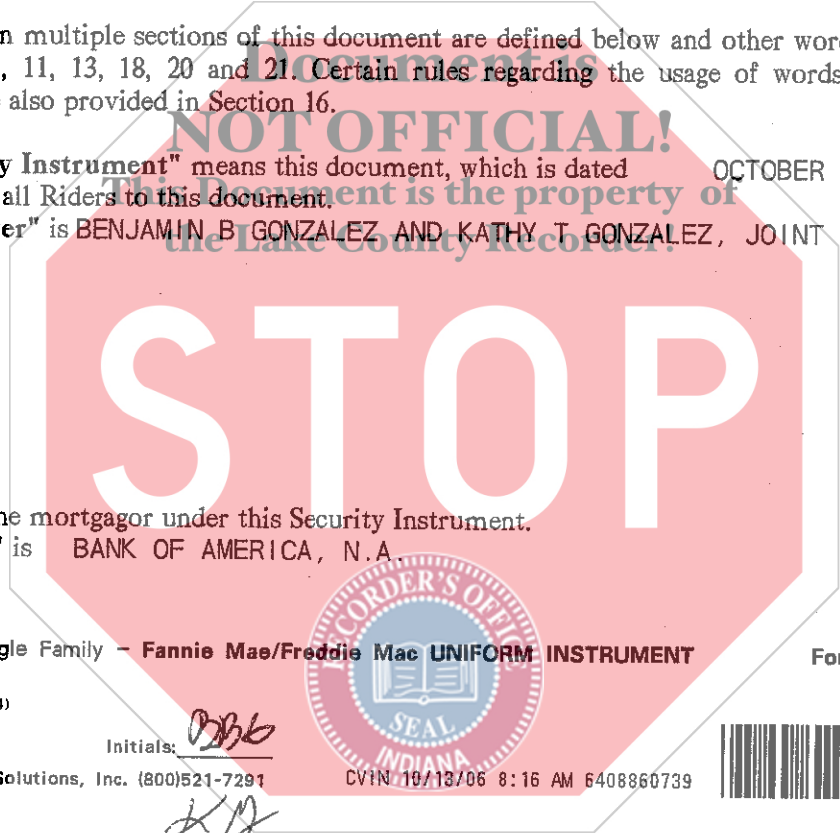 n multiple sections of this document are defined below and other wor
, 11, 13, 18, 20 and 21. Certain rules regarding the usage of words
also provided in Section 16.
Document is
NOT OFFICIAL!
This Document is the property of
the Lake County Recorder!
y Instrument" means this document, which is dated OCTOBER
all Riders to this document.
er" is BENJAMIN B GONZALEZ AND KATHY T GONZALEZ, JOINT
STOP
he mortgagor under this Security Instrument.
" is BANK OF AMERICA, N.A.
RECORDER'S OFFICE
SEAL
INDIANA
gle Family - Fannie Mae/Freddie Mac UNIFORM INSTRUMENT For
Initials: BBG
Solutions, Inc. (800)521-7291 CVIN 10/13/06 8:16 AM 6408860739